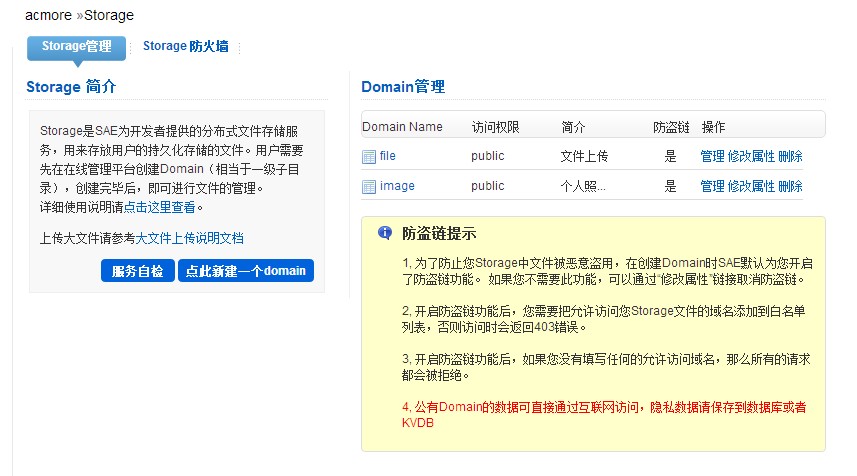 acmore »Storage
Storage管理
Storage 防火墙
Storage 简介
Storage是SAE为开发者提供的分布式文件存储服
务，用来存放用户的持久化存储的文件。用户需要
先在在线管理平台创建Domain（相当于一级子目
录），创建完毕后，即可进行文件的管理。
详细使用说明请点击这里查看。
上传大文件请参考大文件上传说明文档
服务自检 点此新建一个domain
Domain管理
Domain Name 访问权限 简介 防盗链 操作
file public 文件上传 是 管理 修改属性 删除
image public 个人照... 是 管理 修改属性 删除
防盗链提示
1, 为了防止您Storage中文件被恶意盗用，在创建Domain时SAE默认为您开启
了防盗链功能。 如果您不需要此功能，可以通过“修改属性”链接取消防盗链。
2, 开启防盗链功能后，您需要把允许访问您Storage文件的域名添加到白名单
列表，否则访问时会返回403错误。
3, 开启防盗链功能后，如果您没有填写任何的允许访问域名，那么所有的请求
都会被拒绝。
4, 公有Domain的数据可直接通过互联网访问，隐私数据请保存到数据库或者
KVDB